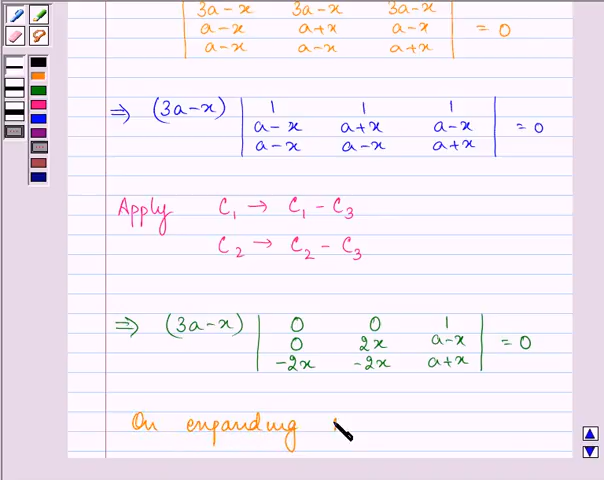 3a-x 3a-x 3a-x
a-x a+x a-x = 0
a-x a-x a+x
⇒ (3a-x) 1 1 1
a-x a+x a-x = 0
a-x a-x a+x
Apply C₁ → C₁ - C₃
C₂ → C₂ - C₃
⇒ (3a-x) 0 0 1
0 2x a-x = 0
-2x -2x a+x
On expanding